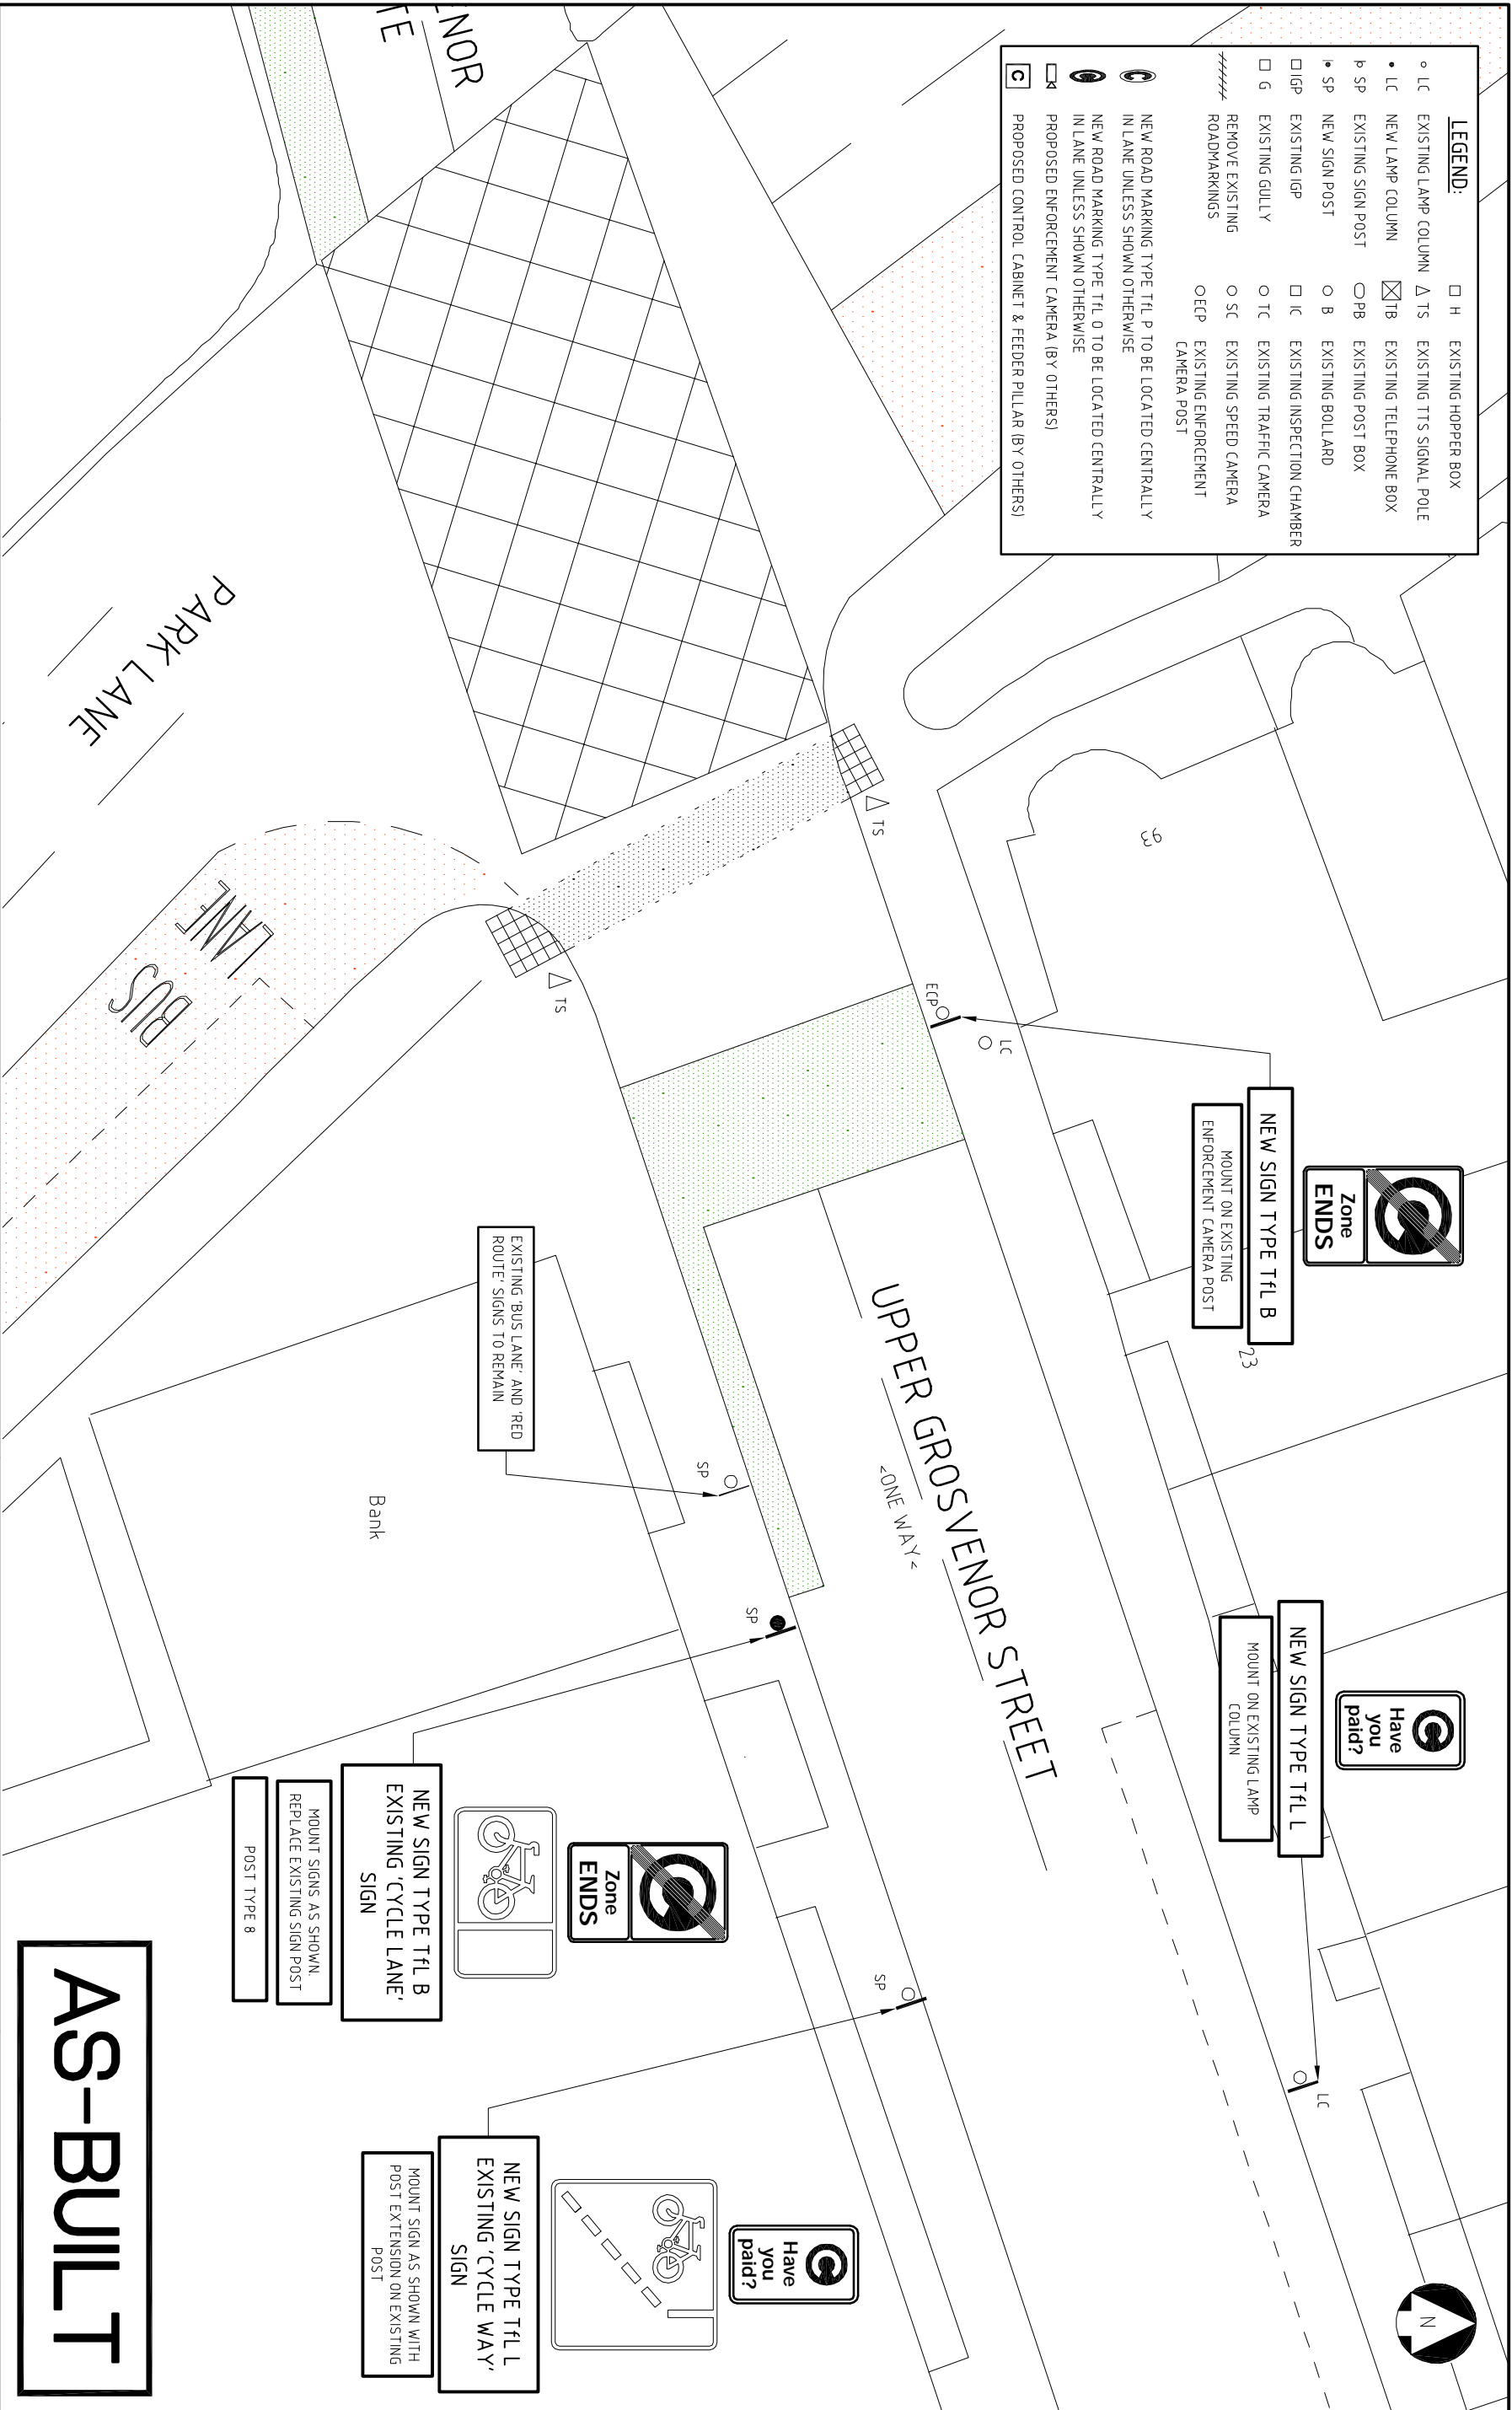 LEGEND:
LC EXISTING LAMP COLUMN
LC NEW LAMP COLUMN
SP EXISTING SIGN POST
SP NEW SIGN POST
IGP EXISTING IGP
G EXISTING GULLY
REMOVE EXISTING
ROADMARKINGS
H EXISTING HOPPER BOX
TS EXISTING TTS SIGNAL POLE
TB EXISTING TELEPHONE BOX
PB EXISTING POST BOX
B EXISTING BOLLARD
IC EXISTING INSPECTION CHAMBER
TC EXISTING TRAFFIC CAMERA
SC EXISTING SPEED CAMERA
ECP EXISTING ENFORCEMENT
CAMERA POST
C NEW ROAD MARKING TYPE TfL P TO BE LOCATED CENTRALLY
IN LANE UNLESS SHOWN OTHERWISE
C NEW ROAD MARKING TYPE TfL O TO BE LOCATED CENTRALLY
IN LANE UNLESS SHOWN OTHERWISE
PROPOSED ENFORCEMENT CAMERA (BY OTHERS)
C PROPOSED CONTROL CABINET & FEEDER PILLAR (BY OTHERS)
C
Zone
ENDS
NEW SIGN TYPE TfL B
MOUNT ON EXISTING
ENFORCEMENT CAMERA POST
23
C
Have
you
paid?
NEW SIGN TYPE TfL L
MOUNT ON EXISTING LAMP
COLUMN
N
93
LC
ECP
LC
TS
TS
UPPER GROSVENOR STREET
<ONE WAY<
NOR
TE
PARK LANE
LANE
BUS
EXISTING 'BUS LANE' AND 'RED
ROUTE' SIGNS TO REMAIN
SP
SP
SP
Bank
C
Zone
ENDS
NEW SIGN TYPE TfL B
EXISTING 'CYCLE LANE'
SIGN
MOUNT SIGNS AS SHOWN.
REPLACE EXISTING SIGN POST
POST TYPE 8
C
Have
you
paid?
NEW SIGN TYPE TfL L
EXISTING 'CYCLE WAY'
SIGN
MOUNT SIGN AS SHOWN WITH
POST EXTENSION ON EXISTING
POST
AS-BUILT